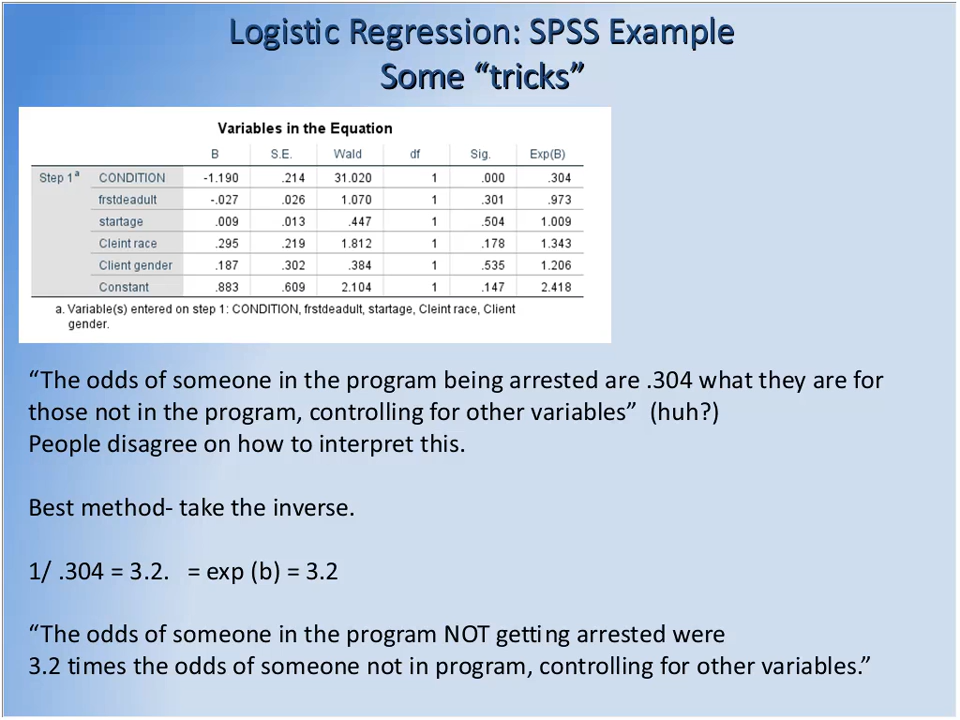 Logistic Regression: SPSS Example
Some “tricks”
Variables in the Equation
B S.E. Wald df Sig. Exp(B)
Step 1a CONDITION -1.190 .214 31.020 1 .000 .304
frstdeadult -.027 .026 1.070 1 .301 .973
startage .009 .013 .447 1 .504 1.009
Cleint race .295 .219 1.812 1 .178 1.343
Client gender .187 .302 .384 1 .535 1.206
Constant .883 .609 2.104 1 .147 2.418
a. Variable(s) entered on step 1: CONDITION, frstdeadult, startage, Cleint race, Client
gender.
“The odds of someone in the program being arrested are .304 what they are for
those not in the program, controlling for other variables” (huh?)
People disagree on how to interpret this.
Best method- take the inverse.
1/ .304 = 3.2. = exp (b) = 3.2
“The odds of someone in the program NOT getting arrested were
3.2 times the odds of someone not in program, controlling for other variables.”